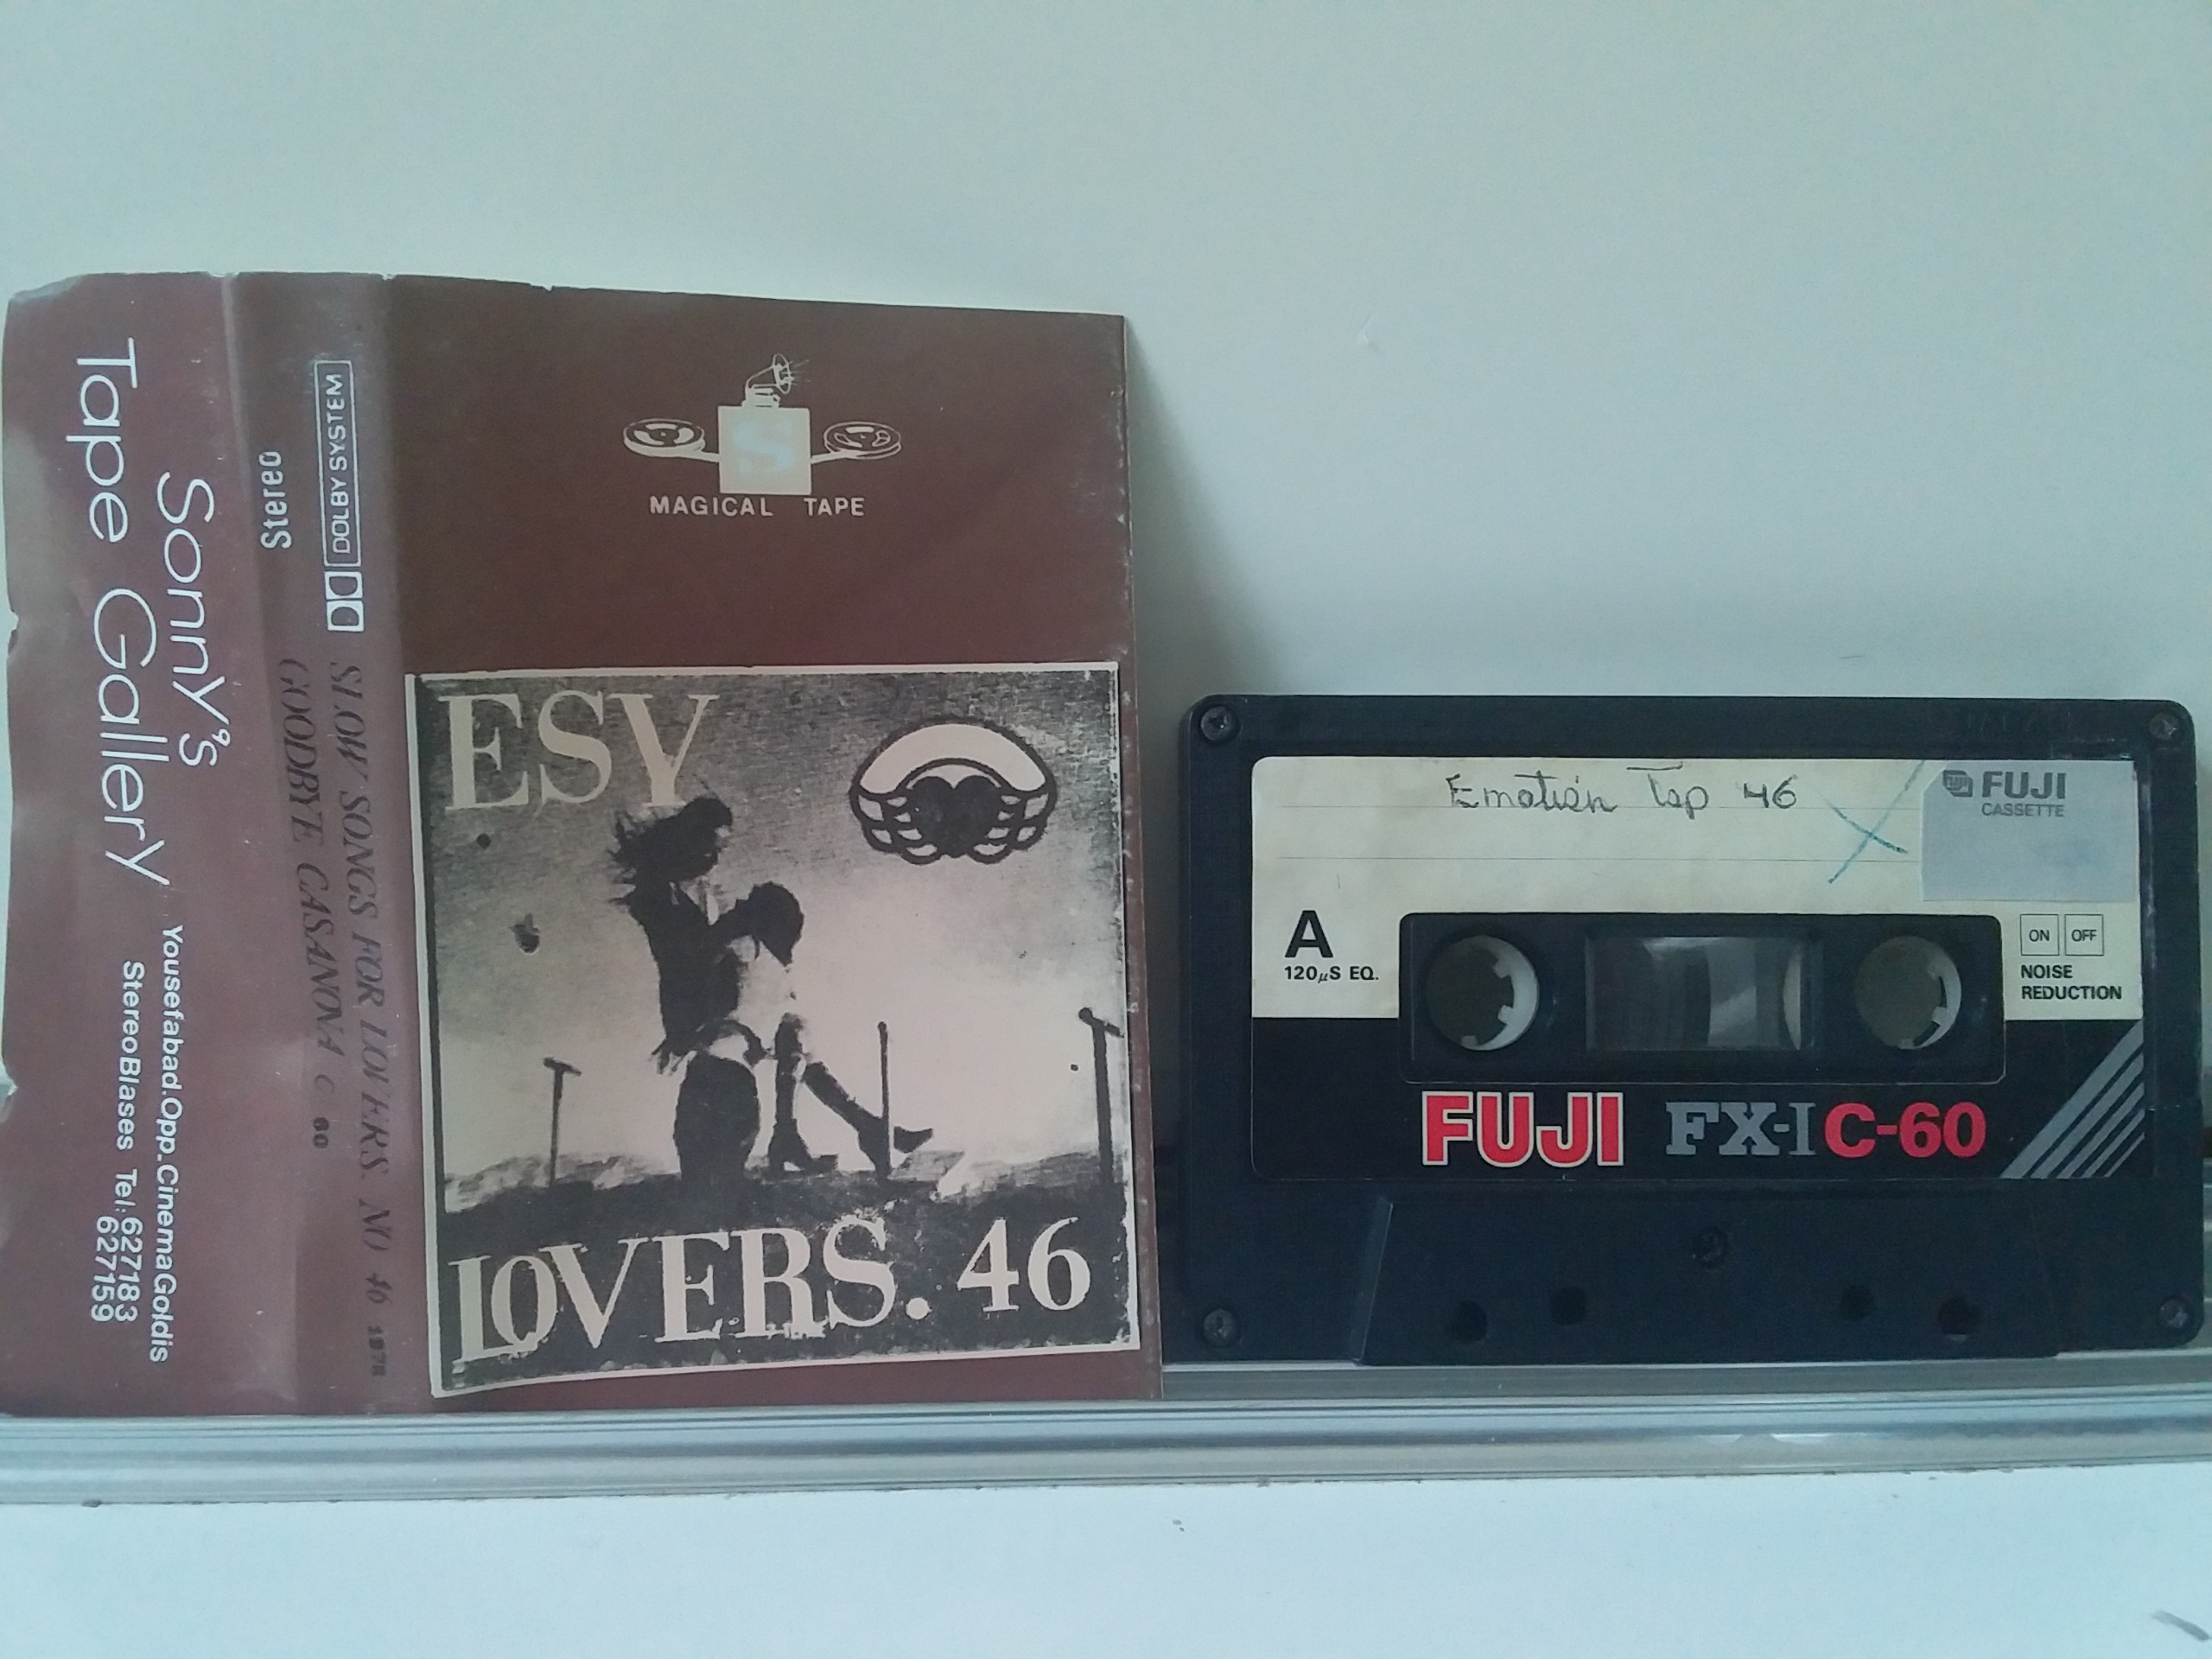 Sonny's
Tape Gallery
Yousefabad.Opp.CinemaGoldis
StereoBlases Tel:627183
627159
Stereo
DOLBY SYSTEM
SLOW SONGS FOR LOVERS. NO 46 1978
GOODBYE CASANOVA C 60
S
MAGICAL TAPE
ESY
LOVERS. 46
Emotion Top 46
FUJI
CASSETTE
A
120µS EQ.
ON OFF
NOISE
REDUCTION
FUJI FX-I C-60